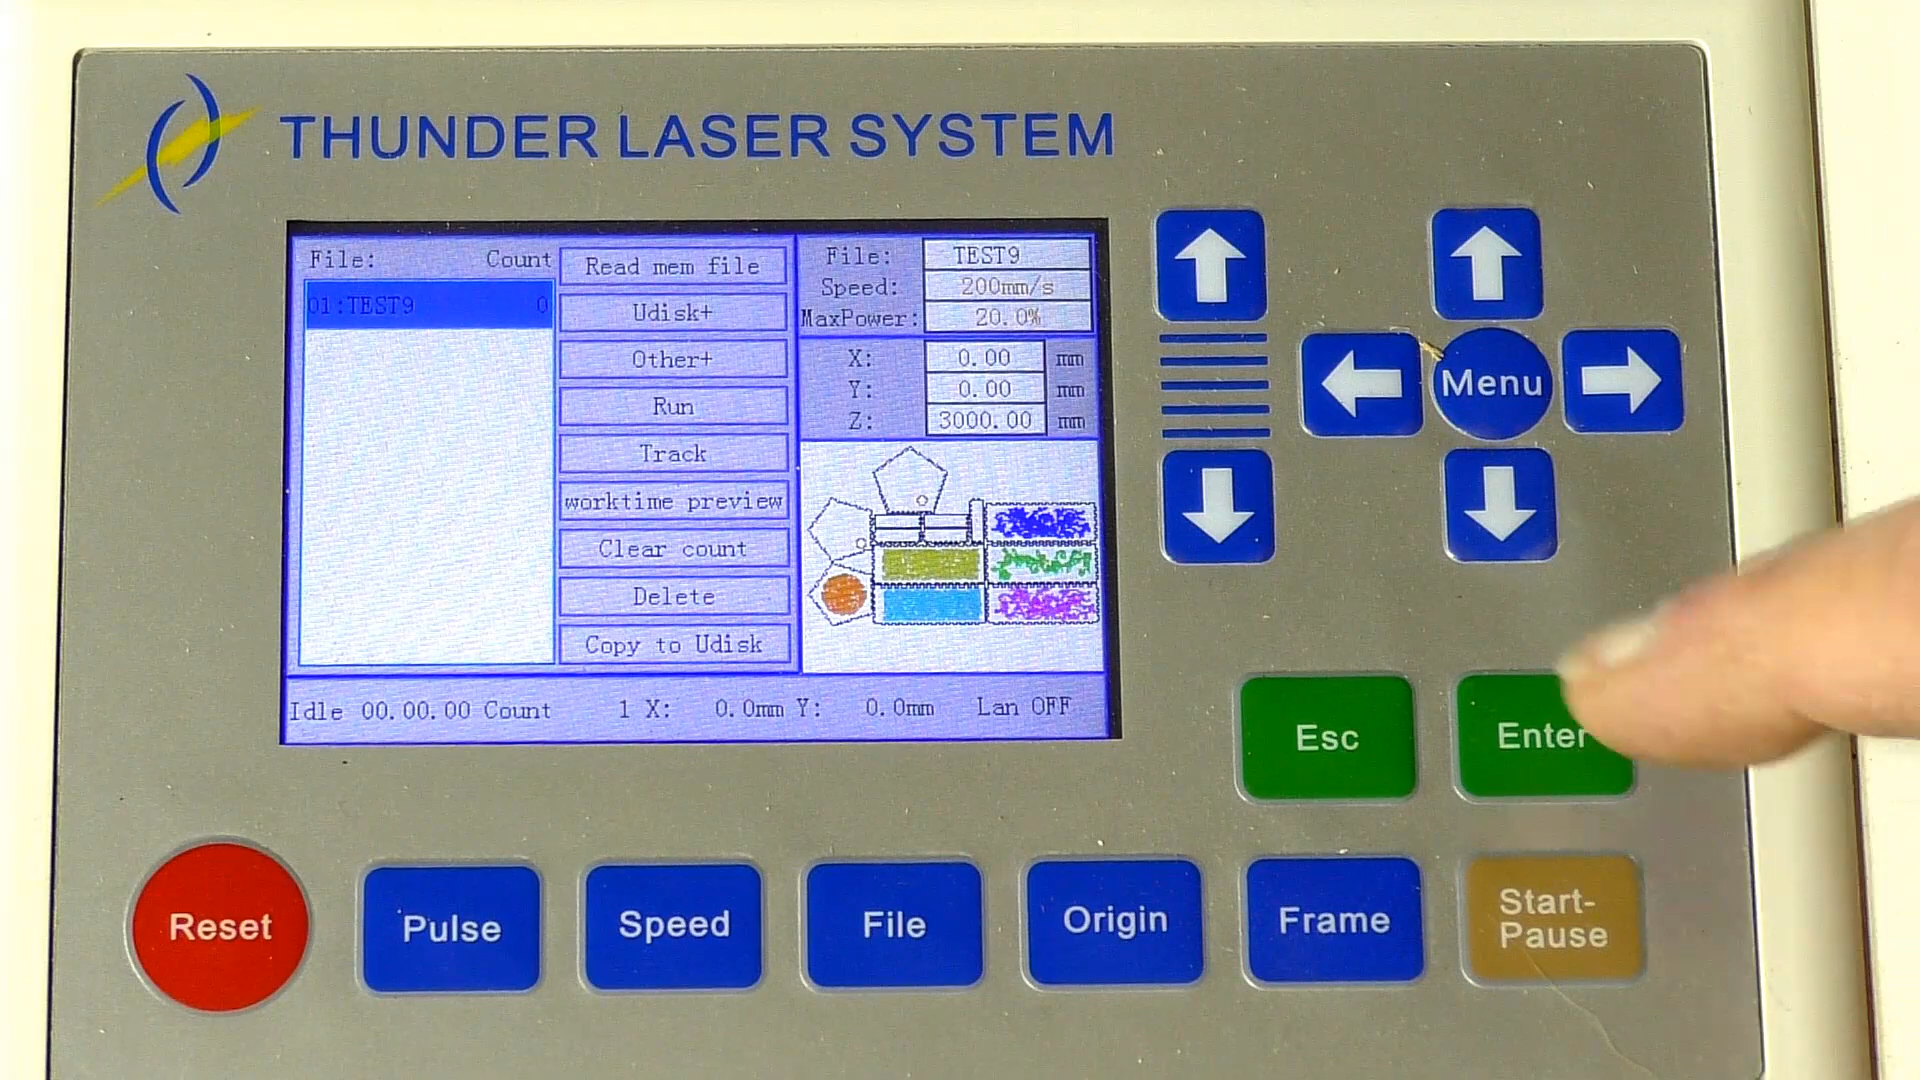 THUNDER LASER SYSTEM
File: Count
01:TEST9 0
Read mem file
Udisk+
Other+
Run
Track
worktime preview
Clear count
Delete
Copy to Udisk
File: TEST9
Speed: 200mm/s
MaxPower: 20.0%
X: 0.00 mm
Y: 0.00 mm
Z: 3000.00 mm
Idle 00.00.00 Count 1 X: 0.0mm Y: 0.0mm Lan OFF
Menu
Esc
Enter
Reset
Pulse
Speed
File
Origin
Frame
Start-
Pause